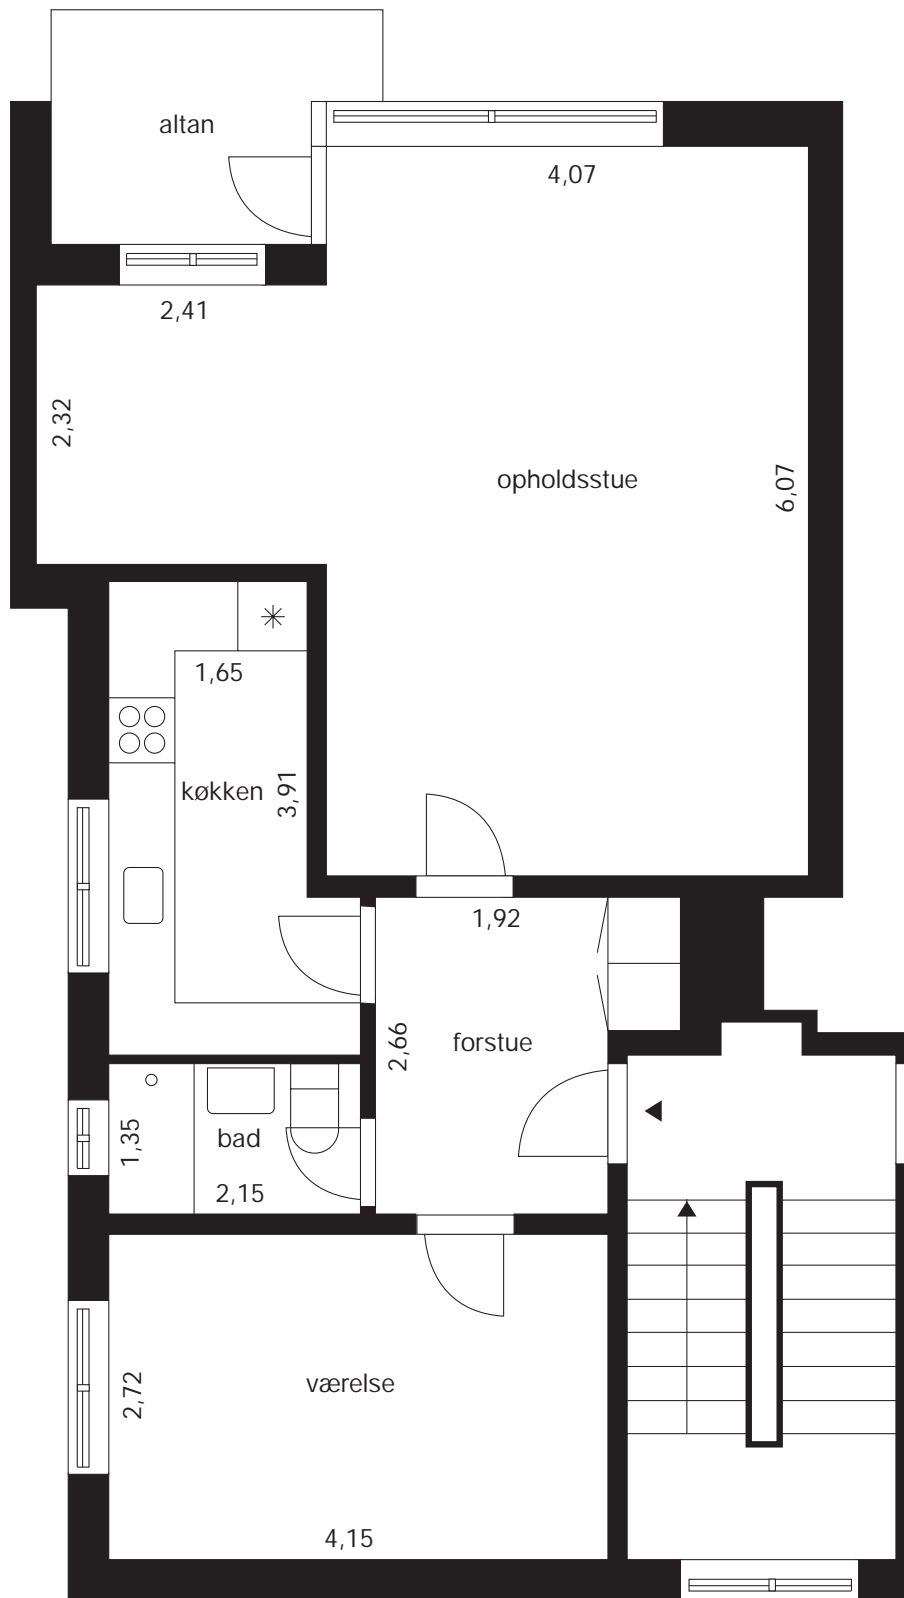 altan
4,07
2,41
2,32
opholdsstue
6,07
1,65
køkken
3,91
1,92
2,66
forstue
1,35
bad
2,15
værelse
2,72
4,15